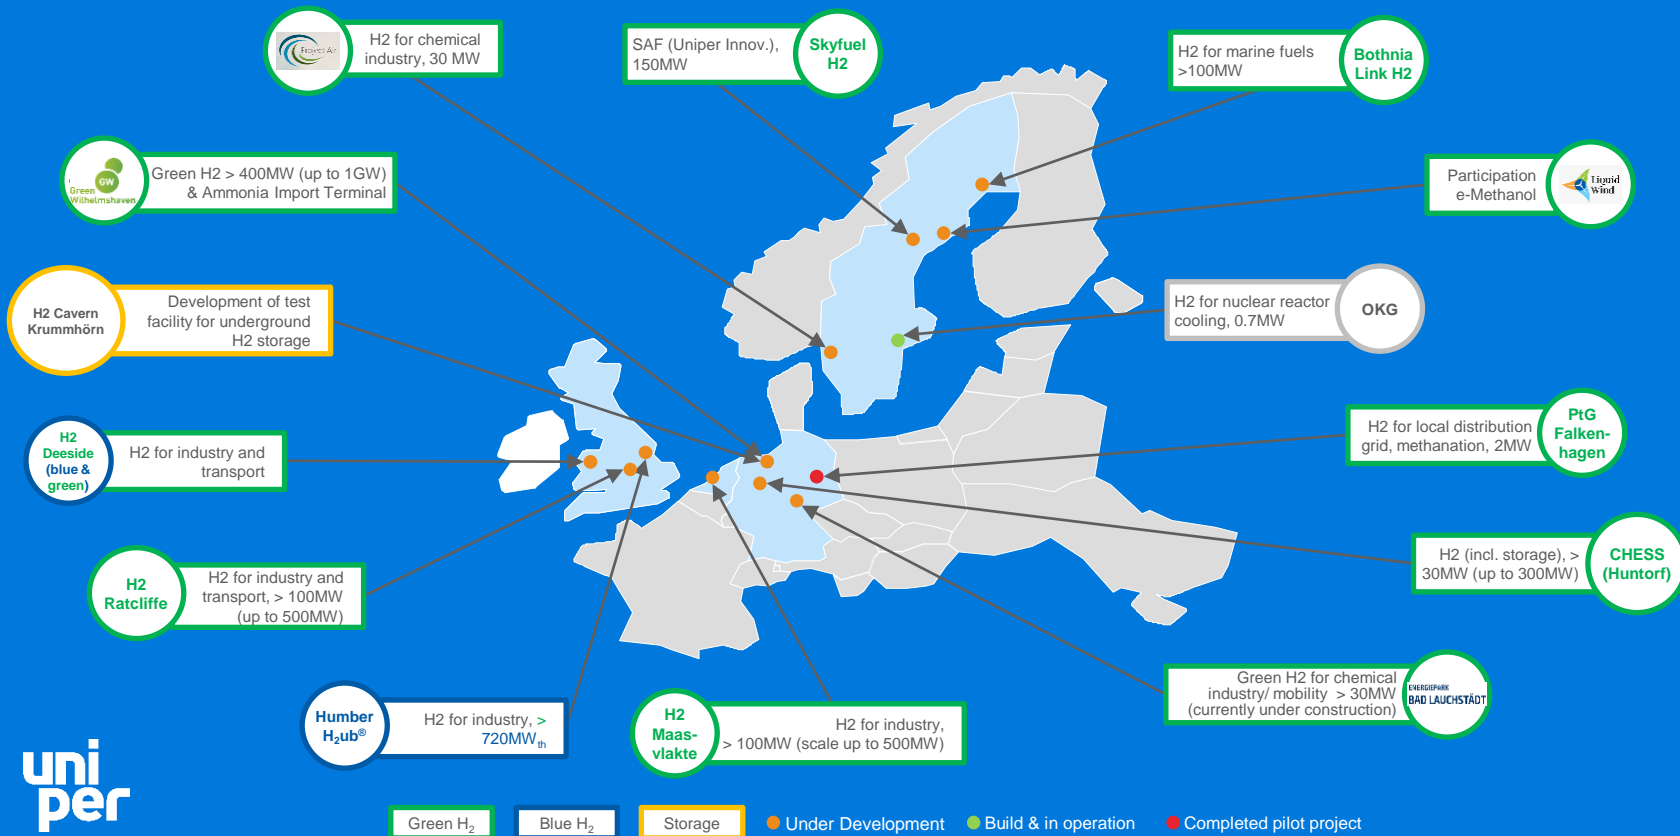 Project Air
H2 for chemical
industry, 30 MW
SAF (Uniper Innov.),
150MW
Skyfuel
H2
H2 for marine fuels
>100MW
Bothnia
Link H2
GW
Green
Wilhelmshaven
Green H2 > 400MW (up to 1GW)
& Ammonia Import Terminal
Participation
e-Methanol
Liquid
Wind
H2 Cavern
Krummhörn
Development of test
facility for underground
H2 storage
H2 for nuclear reactor
cooling, 0.7MW
OKG
H2
Deeside
(blue &
green)
H2 for industry and
transport
H2 for local distribution
grid, methanation, 2MW
PtG
Falken-
hagen
H2
Ratcliffe
H2 for industry and
transport, > 100MW
(up to 500MW)
H2 (incl. storage), >
30MW (up to 300MW)
CHESS
(Huntorf)
Humber
H₂ub®
H2 for industry, >
720MWth
H2
Maas-
vlakte
H2 for industry,
> 100MW (scale up to 500MW)
Green H2 for chemical
industry/ mobility > 30MW
(currently under construction)
ENERGIEPARK
BAD LAUCHSTÄDT
uni
per
Green H₂
Blue H₂
Storage
Under Development
Build & in operation
Completed pilot project